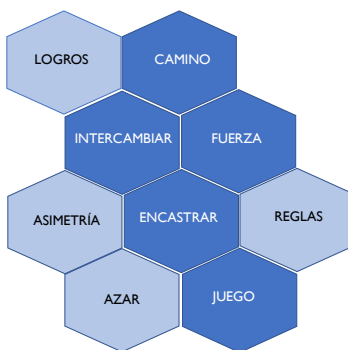 LOGROS
CAMINO
INTERCAMBIAR
FUERZA
ASIMETRÍA
ENCASTRAR
REGLAS
AZAR
JUEGO